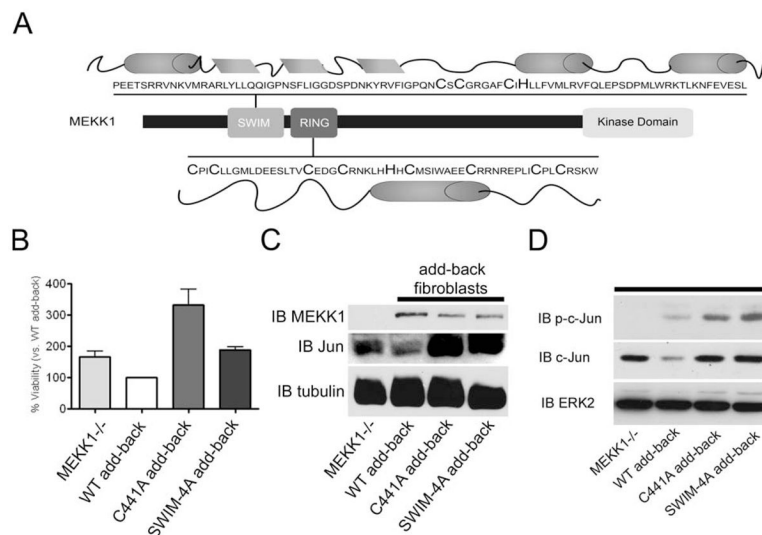 A
PEETSRRVNKVMRARLYLLQQIGPNSFLIGGDSPDNKYRVFIGPQNCSCGRGAFCIHLLFVMLRVFQLEPSDPMLWRKTLKNFEVESL
MEKK1
SWIM
RING
Kinase Domain
CPICLLGMLDEESLTVCEDGCRNKLHHHCMSIWAEECRRNREPLICPLCRSKW
B
% Viability (vs. WT add-back)
400
300
200
100
0
MEKK1-/-
WT add-back
C441A add-back
SWIM-4A add-back
C
add-back
fibroblasts
IB MEKK1
IB Jun
IB tubulin
MEKK1-/-
WT add-back
C441A add-back
SWIM-4A add-back
D
IB p-c-Jun
IB c-Jun
IB ERK2
MEKK1-/-
WT add-back
C441A add-back
SWIM-4A add-back